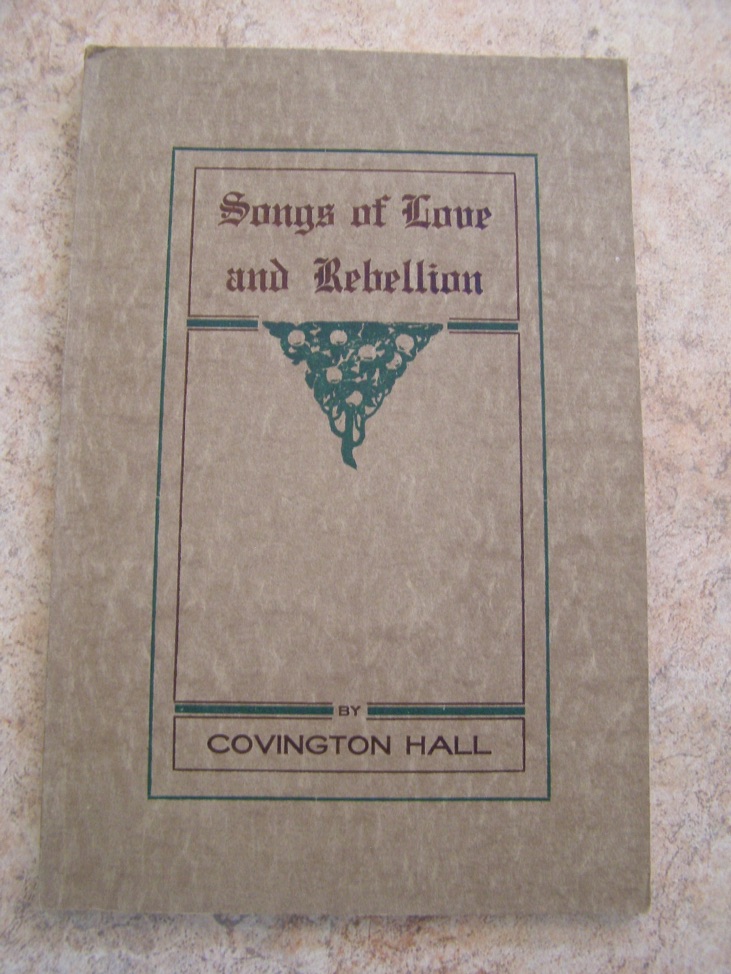 Songs of Love
and Rebellion
BY
COVINGTON HALL